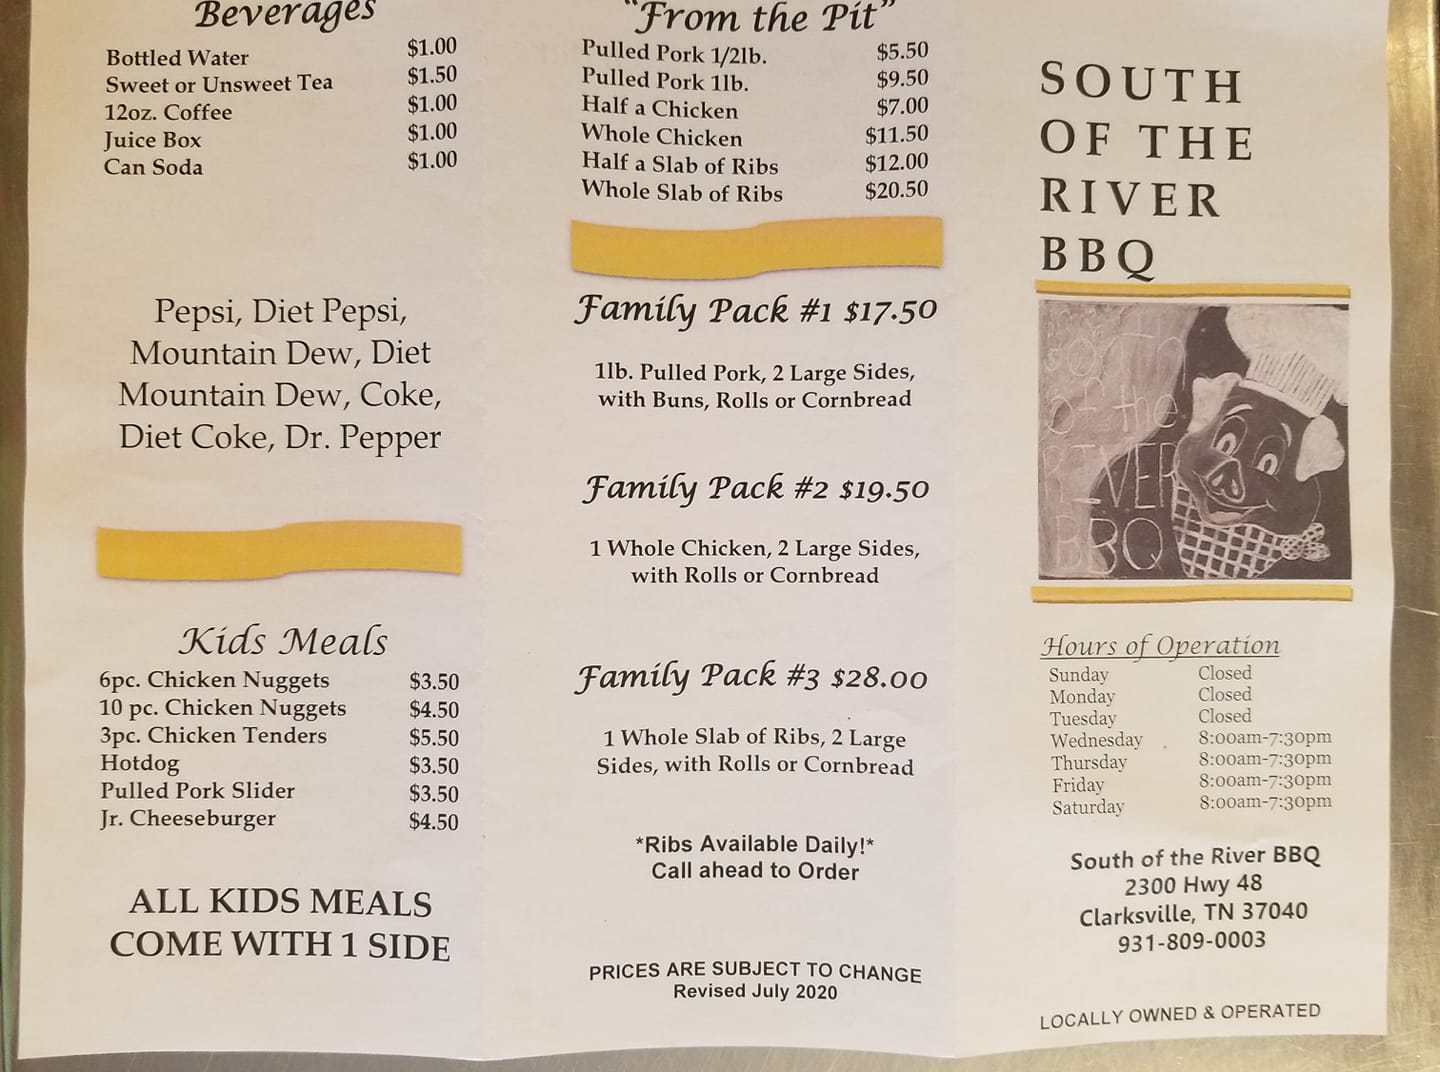 Beverages
Bottled Water $1.00
Sweet or Unsweet Tea $1.50
12oz. Coffee $1.00
Juice Box $1.00
Can Soda $1.00
Pepsi, Diet Pepsi,
Mountain Dew, Diet
Mountain Dew, Coke,
Diet Coke, Dr. Pepper
Kids Meals
6pc. Chicken Nuggets $3.50
10 pc. Chicken Nuggets $4.50
3pc. Chicken Tenders $5.50
Hotdog $3.50
Pulled Pork Slider $3.50
Jr. Cheeseburger $4.50
ALL KIDS MEALS
COME WITH 1 SIDE
"From the Pit"
Pulled Pork 1/2lb. $5.50
Pulled Pork 1lb. $9.50
Half a Chicken $7.00
Whole Chicken $11.50
Half a Slab of Ribs $12.00
Whole Slab of Ribs $20.50
Family Pack #1 $17.50
1lb. Pulled Pork, 2 Large Sides,
with Buns, Rolls or Cornbread
Family Pack #2 $19.50
1 Whole Chicken, 2 Large Sides,
with Rolls or Cornbread
Family Pack #3 $28.00
1 Whole Slab of Ribs, 2 Large
Sides, with Rolls or Cornbread
*Ribs Available Daily!*
Call ahead to Order
PRICES ARE SUBJECT TO CHANGE
Revised July 2020
SOUTH
OF THE
RIVER
BBQ
South
of the
RIVER
BBQ
Hours of Operation
Sunday Closed
Monday Closed
Tuesday Closed
Wednesday 8:00am-7:30pm
Thursday 8:00am-7:30pm
Friday 8:00am-7:30pm
Saturday 8:00am-7:30pm
South of the River BBQ
2300 Hwy 48
Clarksville, TN 37040
931-809-0003
LOCALLY OWNED & OPERATED